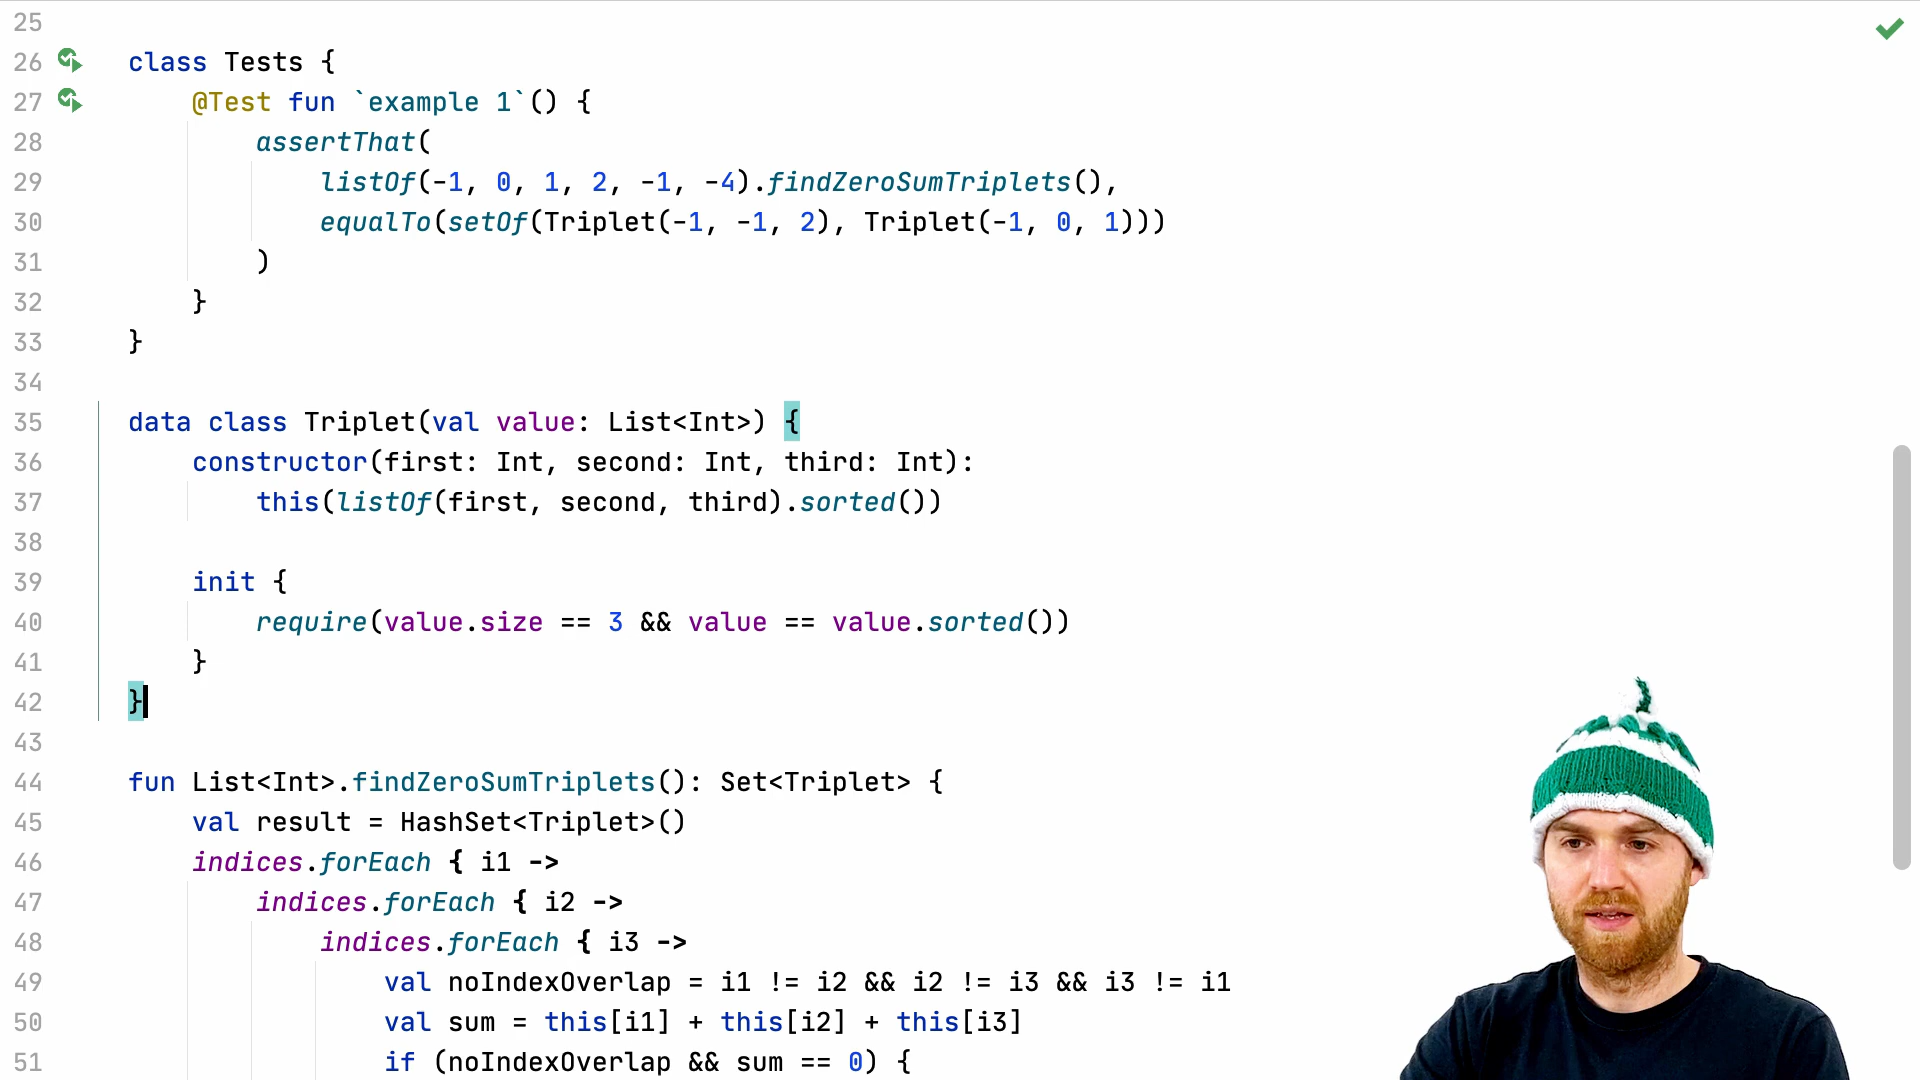 25
26 class Tests {
27 @Test fun `example 1`() {
28 assertThat(
29 listOf(-1, 0, 1, 2, -1, -4).findZeroSumTriplets(),
30 equalTo(setOf(Triplet(-1, -1, 2), Triplet(-1, 0, 1)))
31 )
32 }
33 }
34
35 data class Triplet(val value: List<Int>) {
36 constructor(first: Int, second: Int, third: Int):
37 this(listOf(first, second, third).sorted())
38
39 init {
40 require(value.size == 3 && value == value.sorted())
41 }
42 }
43
44 fun List<Int>.findZeroSumTriplets(): Set<Triplet> {
45 val result = HashSet<Triplet>()
46 indices.forEach { i1 ->
47 indices.forEach { i2 ->
48 indices.forEach { i3 ->
49 val noIndexOverlap = i1 != i2 && i2 != i3 && i3 != i1
50 val sum = this[i1] + this[i2] + this[i3]
51 if (noIndexOverlap && sum == 0) {